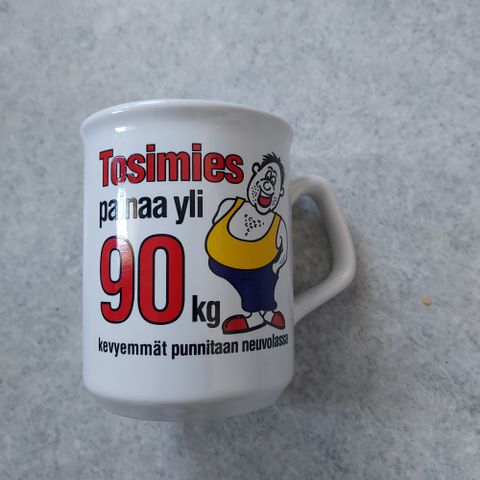 Tosimies
painaa yli
90 kg
kevyemmät punnitaan neuvolassa